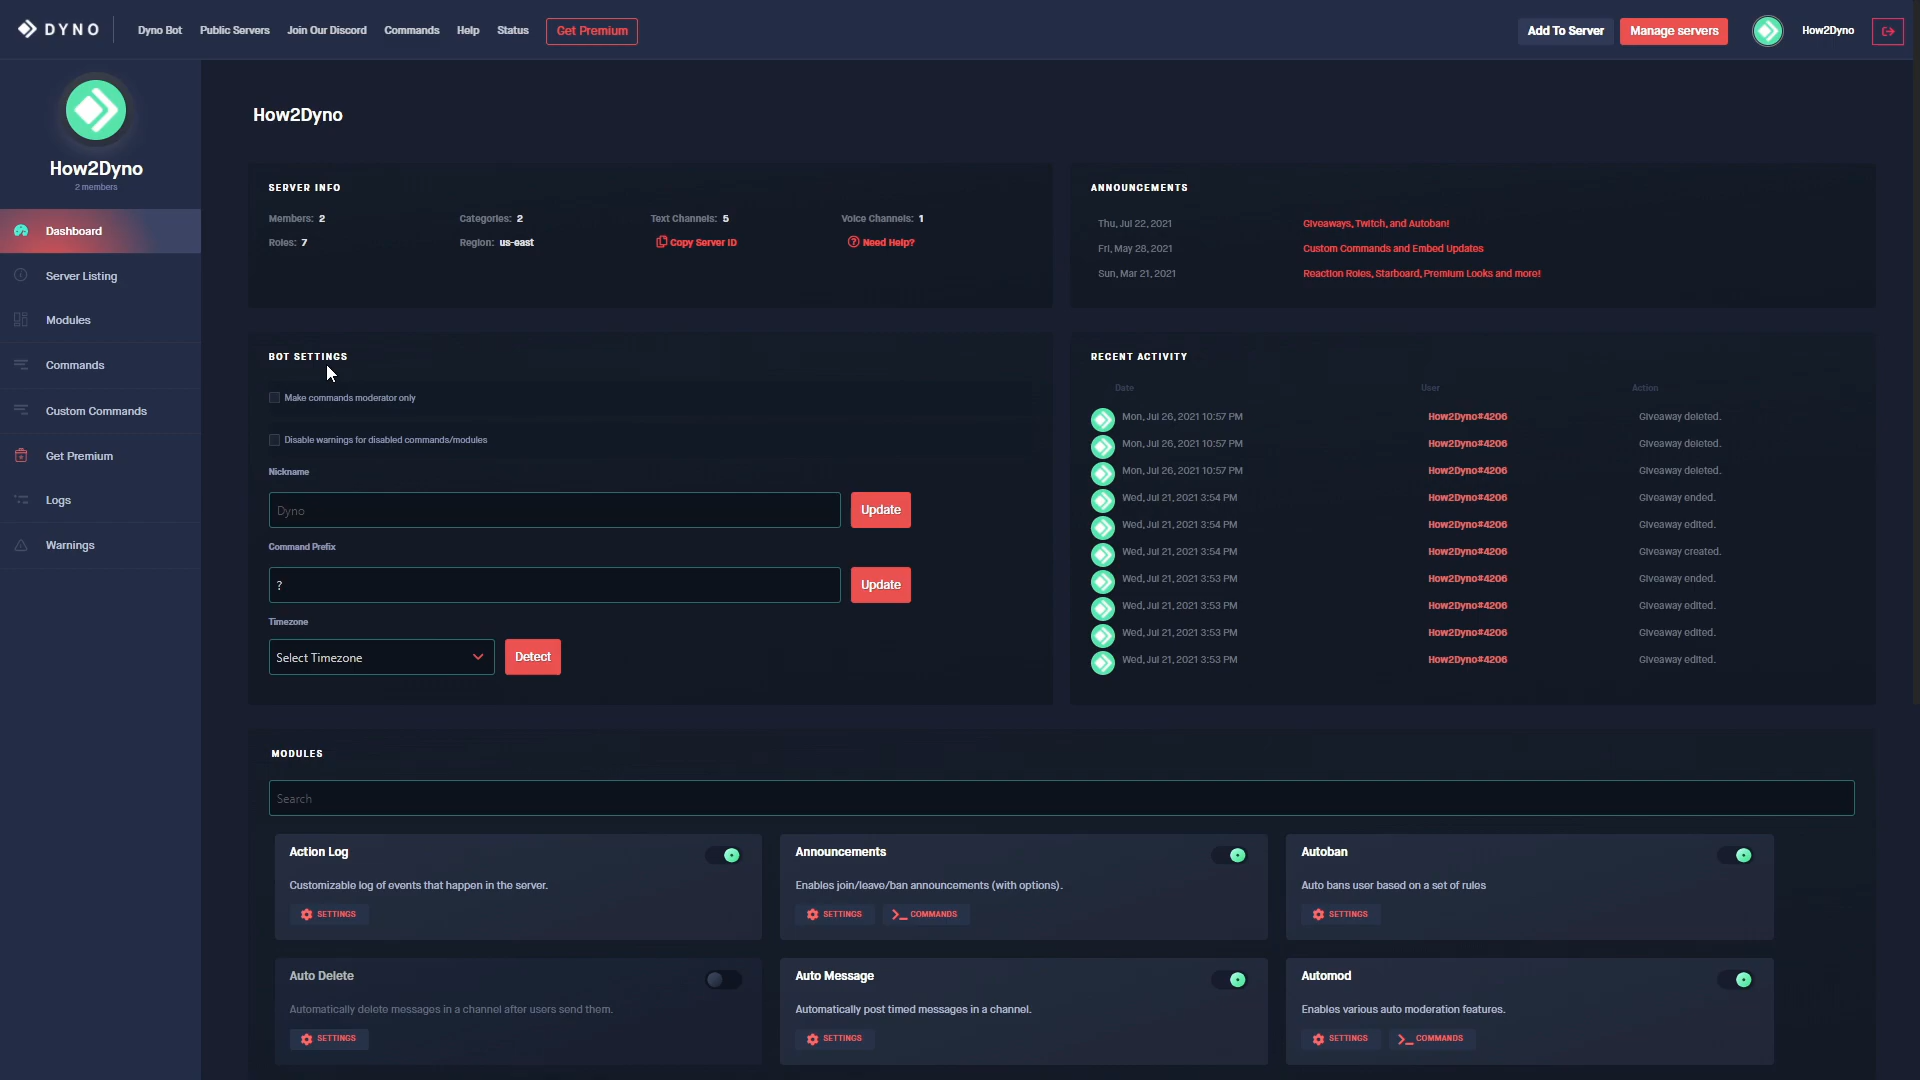 DYNO
Dyno Bot
Public Servers
Join Our Discord
Commands
Help
Status
Get Premium
Add To Server
Manage servers
How2Dyno
How2Dyno
2 members
Dashboard
Server Listing
Modules
Commands
Custom Commands
Get Premium
Logs
Warnings
How2Dyno
SERVER INFO
Members: 2
Categories: 2
Text Channels: 5
Voice Channels: 1
Roles: 7
Region: us-east
Copy Server ID
Need Help?
ANNOUNCEMENTS
Thu, Jul 22, 2021 Giveaways, Twitch, and Autoban!
Fri, May 28, 2021 Custom Commands and Embed Updates
Sun, Mar 21, 2021 Reaction Roles, Starboard, Premium Looks and more!
BOT SETTINGS
Make commands moderator only
Disable warnings for disabled commands/modules
Nickname
Dyno
Update
Command Prefix
?
Update
Timezone
Select Timezone
Detect
RECENT ACTIVITY
Date User Action
Mon, Jul 26, 2021 10:57 PM How2Dyno#4206 Giveaway deleted.
Mon, Jul 26, 2021 10:57 PM How2Dyno#4206 Giveaway deleted.
Mon, Jul 26, 2021 10:57 PM How2Dyno#4206 Giveaway deleted.
Wed, Jul 21, 2021 3:54 PM How2Dyno#4206 Giveaway ended.
Wed, Jul 21, 2021 3:54 PM How2Dyno#4206 Giveaway edited.
Wed, Jul 21, 2021 3:54 PM How2Dyno#4206 Giveaway created.
Wed, Jul 21, 2021 3:53 PM How2Dyno#4206 Giveaway ended.
Wed, Jul 21, 2021 3:53 PM How2Dyno#4206 Giveaway edited.
Wed, Jul 21, 2021 3:53 PM How2Dyno#4206 Giveaway edited.
Wed, Jul 21, 2021 3:53 PM How2Dyno#4206 Giveaway edited.
MODULES
Search
Action Log
Customizable log of events that happen in the server.
SETTINGS
Announcements
Enables join/leave/ban announcements (with options).
SETTINGS
COMMANDS
Autoban
Auto bans user based on a set of rules
SETTINGS
Auto Delete
Automatically delete messages in a channel after users send them.
SETTINGS
Auto Message
Automatically post timed messages in a channel.
SETTINGS
Automod
Enables various auto moderation features.
SETTINGS
COMMANDS